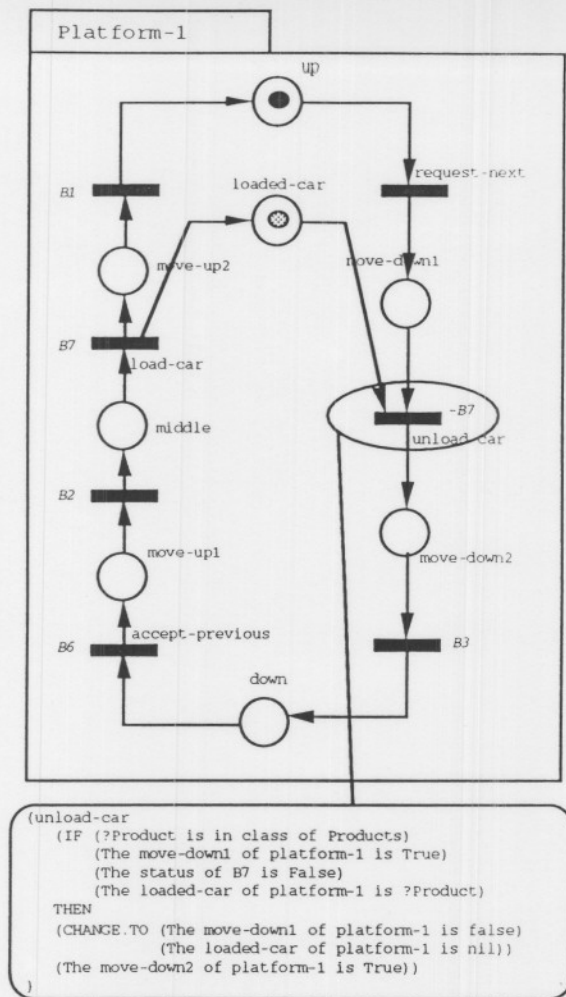 Platform-1
up
B1
request-next
loaded-car
move-up2
move-down1
B7
load-car
-B7
middle
unload-car
B2
move-up1
move-down2
accept-previous
B6
B3
down
(unload-car
(IF (?Product is in class of Products)
(The move-down1 of platform-1 is True)
(The status of B7 is False)
(The loaded-car of platform-1 is ?Product)
THEN
(CHANGE.TO (The move-down1 of platform-1 is false)
(The loaded-car of platform-1 is nil))
(The move-down2 of platform-1 is True))
)